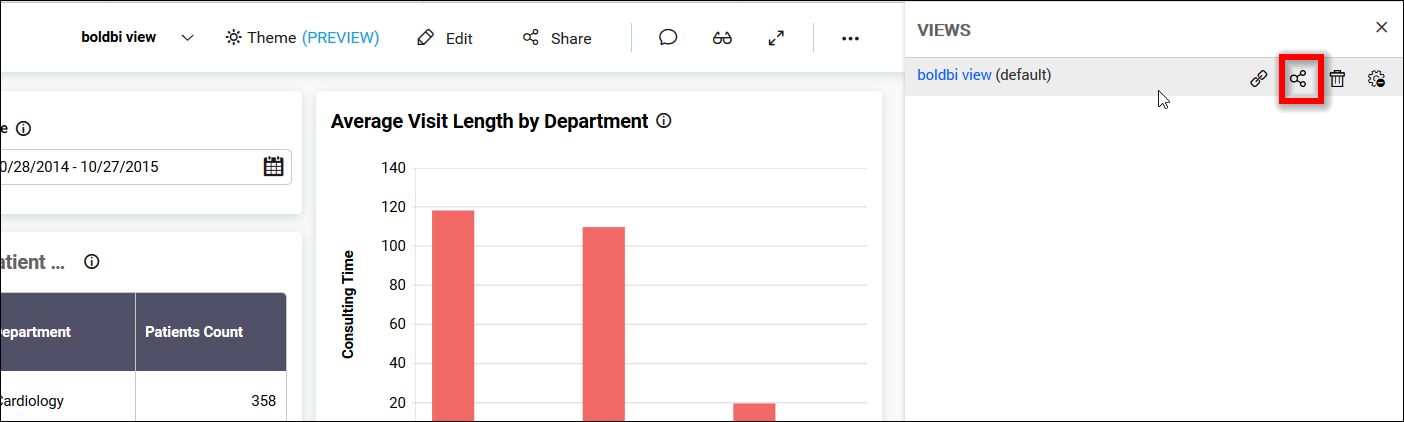 boldbi view
Theme (PREVIEW)
Edit
Share
VIEWS
boldbi view (default)
e
0/28/2014 - 10/27/2015
atient ...
epartment
Patients Count
Cardiology
358
Average Visit Length by Department
Consulting Time
140
120
100
80
60
40
20